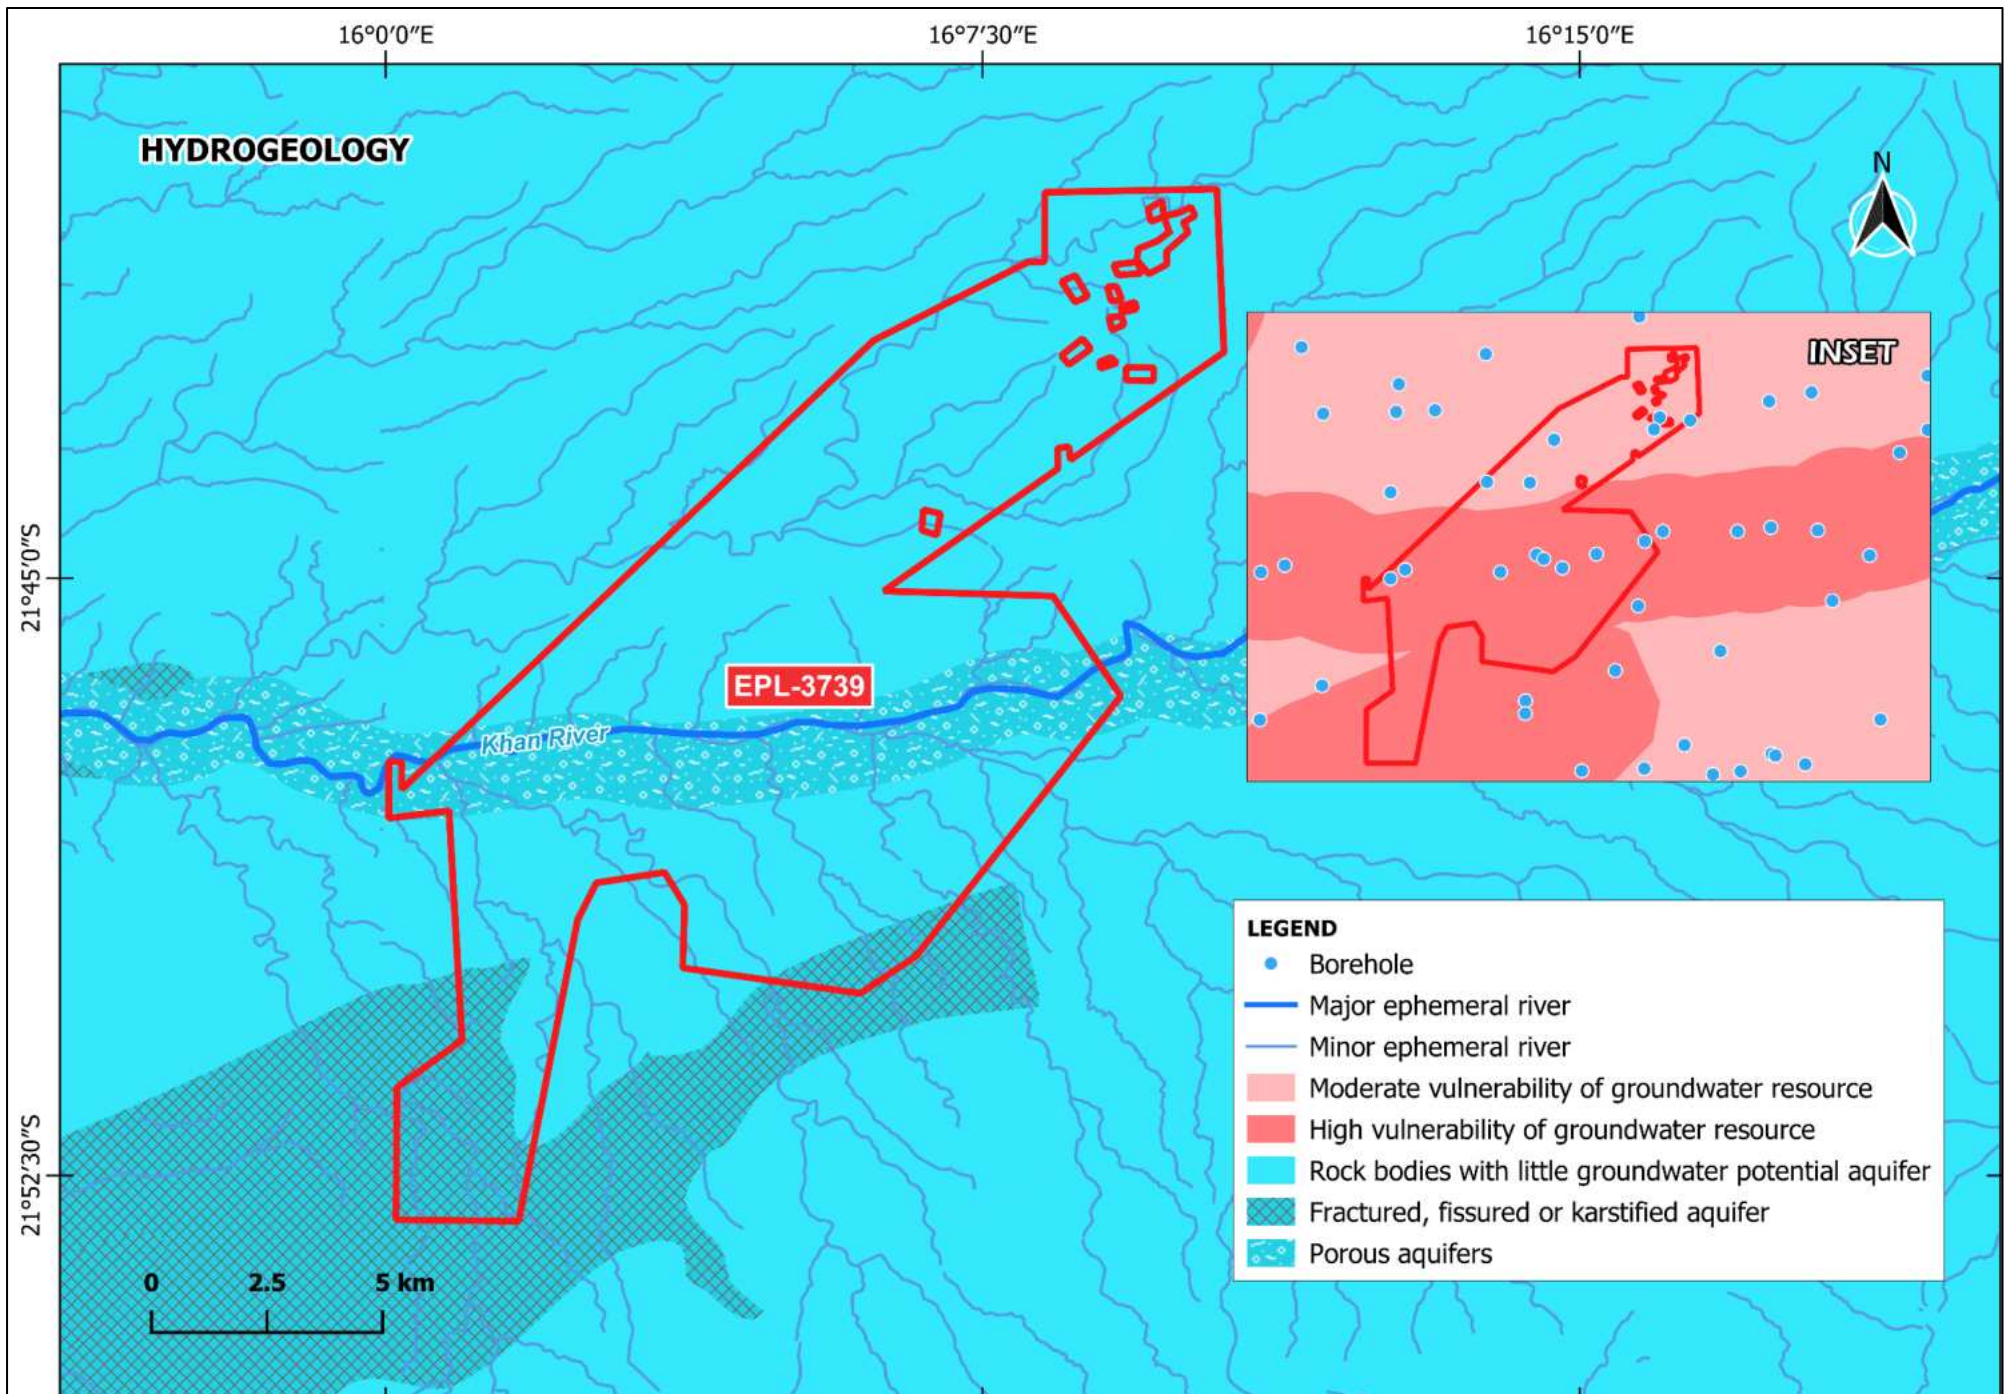 16°0′0″E
16°7′30″E
16°15′0″E
HYDROGEOLOGY
N
INSET
21°45′0″S
EPL-3739
Khan River
21°52′30″S
LEGEND
Borehole
Major ephemeral river
Minor ephemeral river
Moderate vulnerability of groundwater resource
High vulnerability of groundwater resource
Rock bodies with little groundwater potential aquifer
Fractured, fissured or karstified aquifer
Porous aquifers
0 2.5 5 km